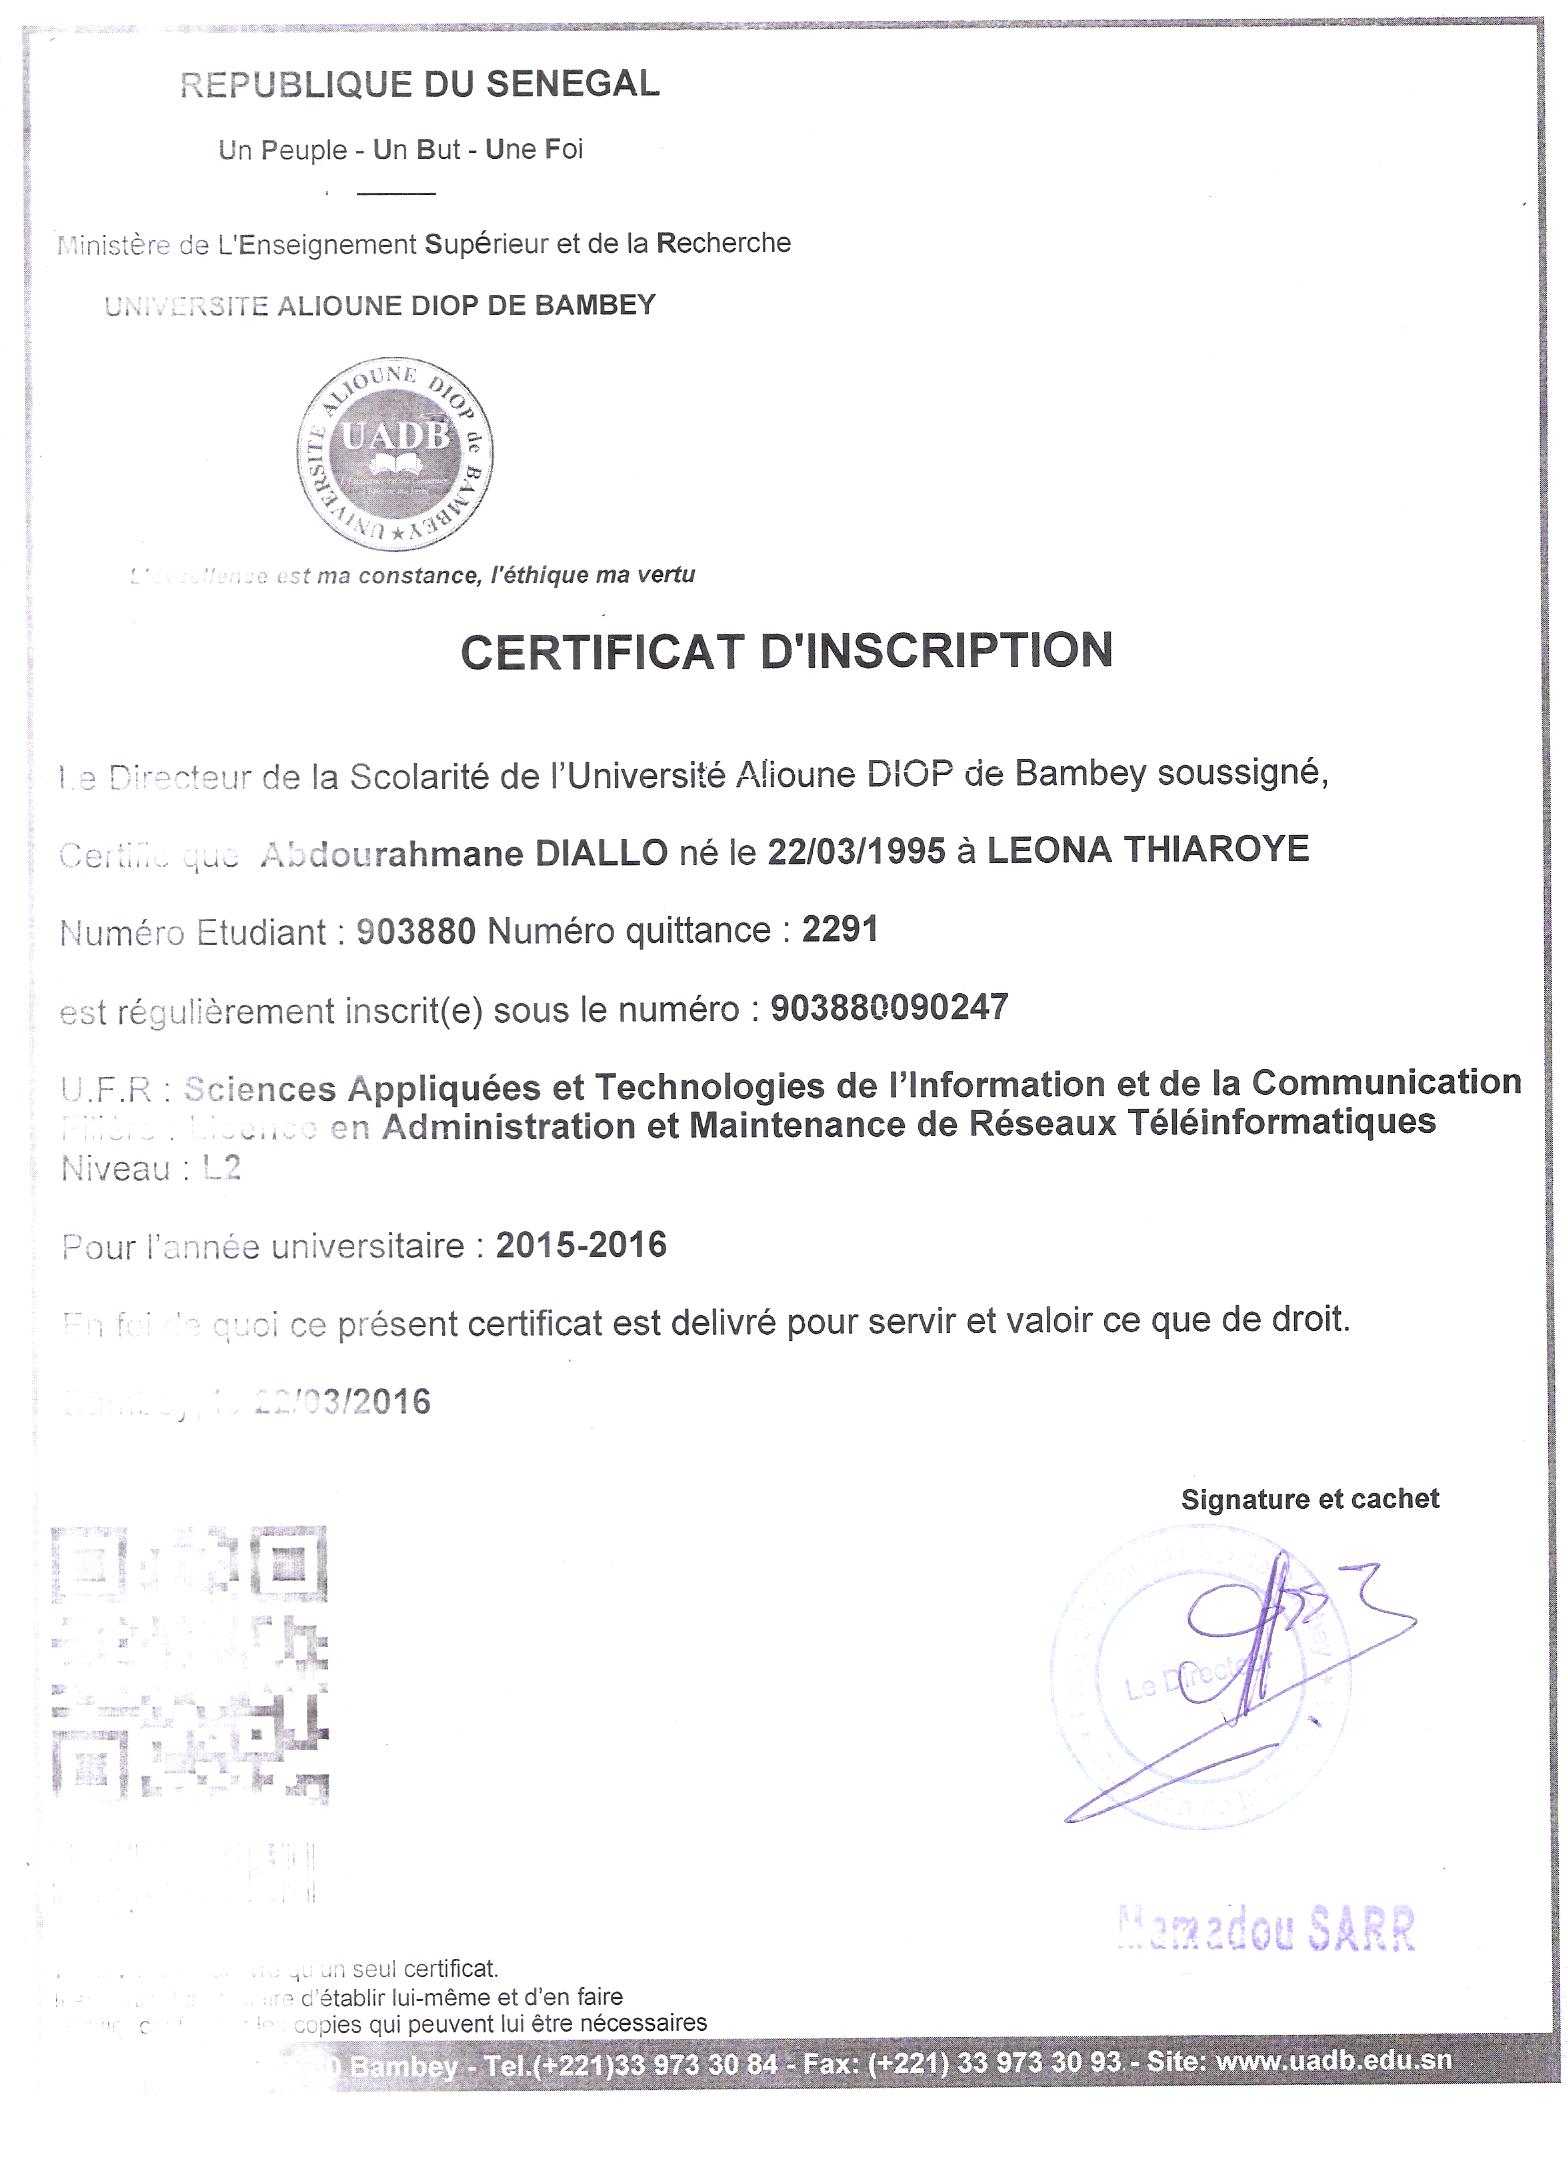 REPUBLIQUE DU SENEGAL
Un Peuple - Un But - Une Foi
Ministère de L'Enseignement Supérieur et de la Recherche
UNIVERSITE ALIOUNE DIOP DE BAMBEY
UNIVERSITE ALIOUNE DIOP de BAMBEY
UADB
L'excellence est ma constance, l'éthique ma vertu
CERTIFICAT D'INSCRIPTION
Le Directeur de la Scolarité de l'Université Alioune DIOP de Bambey soussigné,
Certifie que Abdourahmane DIALLO né le 22/03/1995 à LEONA THIAROYE
Numéro Etudiant : 903880 Numéro quittance : 2291
est régulièrement inscrit(e) sous le numéro : 903880090247
U.F.R : Sciences Appliquées et Technologies de l'Information et de la Communication
Filière : Licence en Administration et Maintenance de Réseaux Téléinformatiques
Niveau : L2
Pour l'année universitaire : 2015-2016
En foi de quoi ce présent certificat est delivré pour servir et valoir ce que de droit.
Bambey, le 22/03/2016
Signature et cachet
Le Directeur
Mamadou SARR
qu'un seul certificat.
d'établir lui-même et d'en faire
les copies qui peuvent lui être nécessaires
Bambey - Tel.(+221)33 973 30 84 - Fax: (+221) 33 973 30 93 - Site: www.uadb.edu.sn